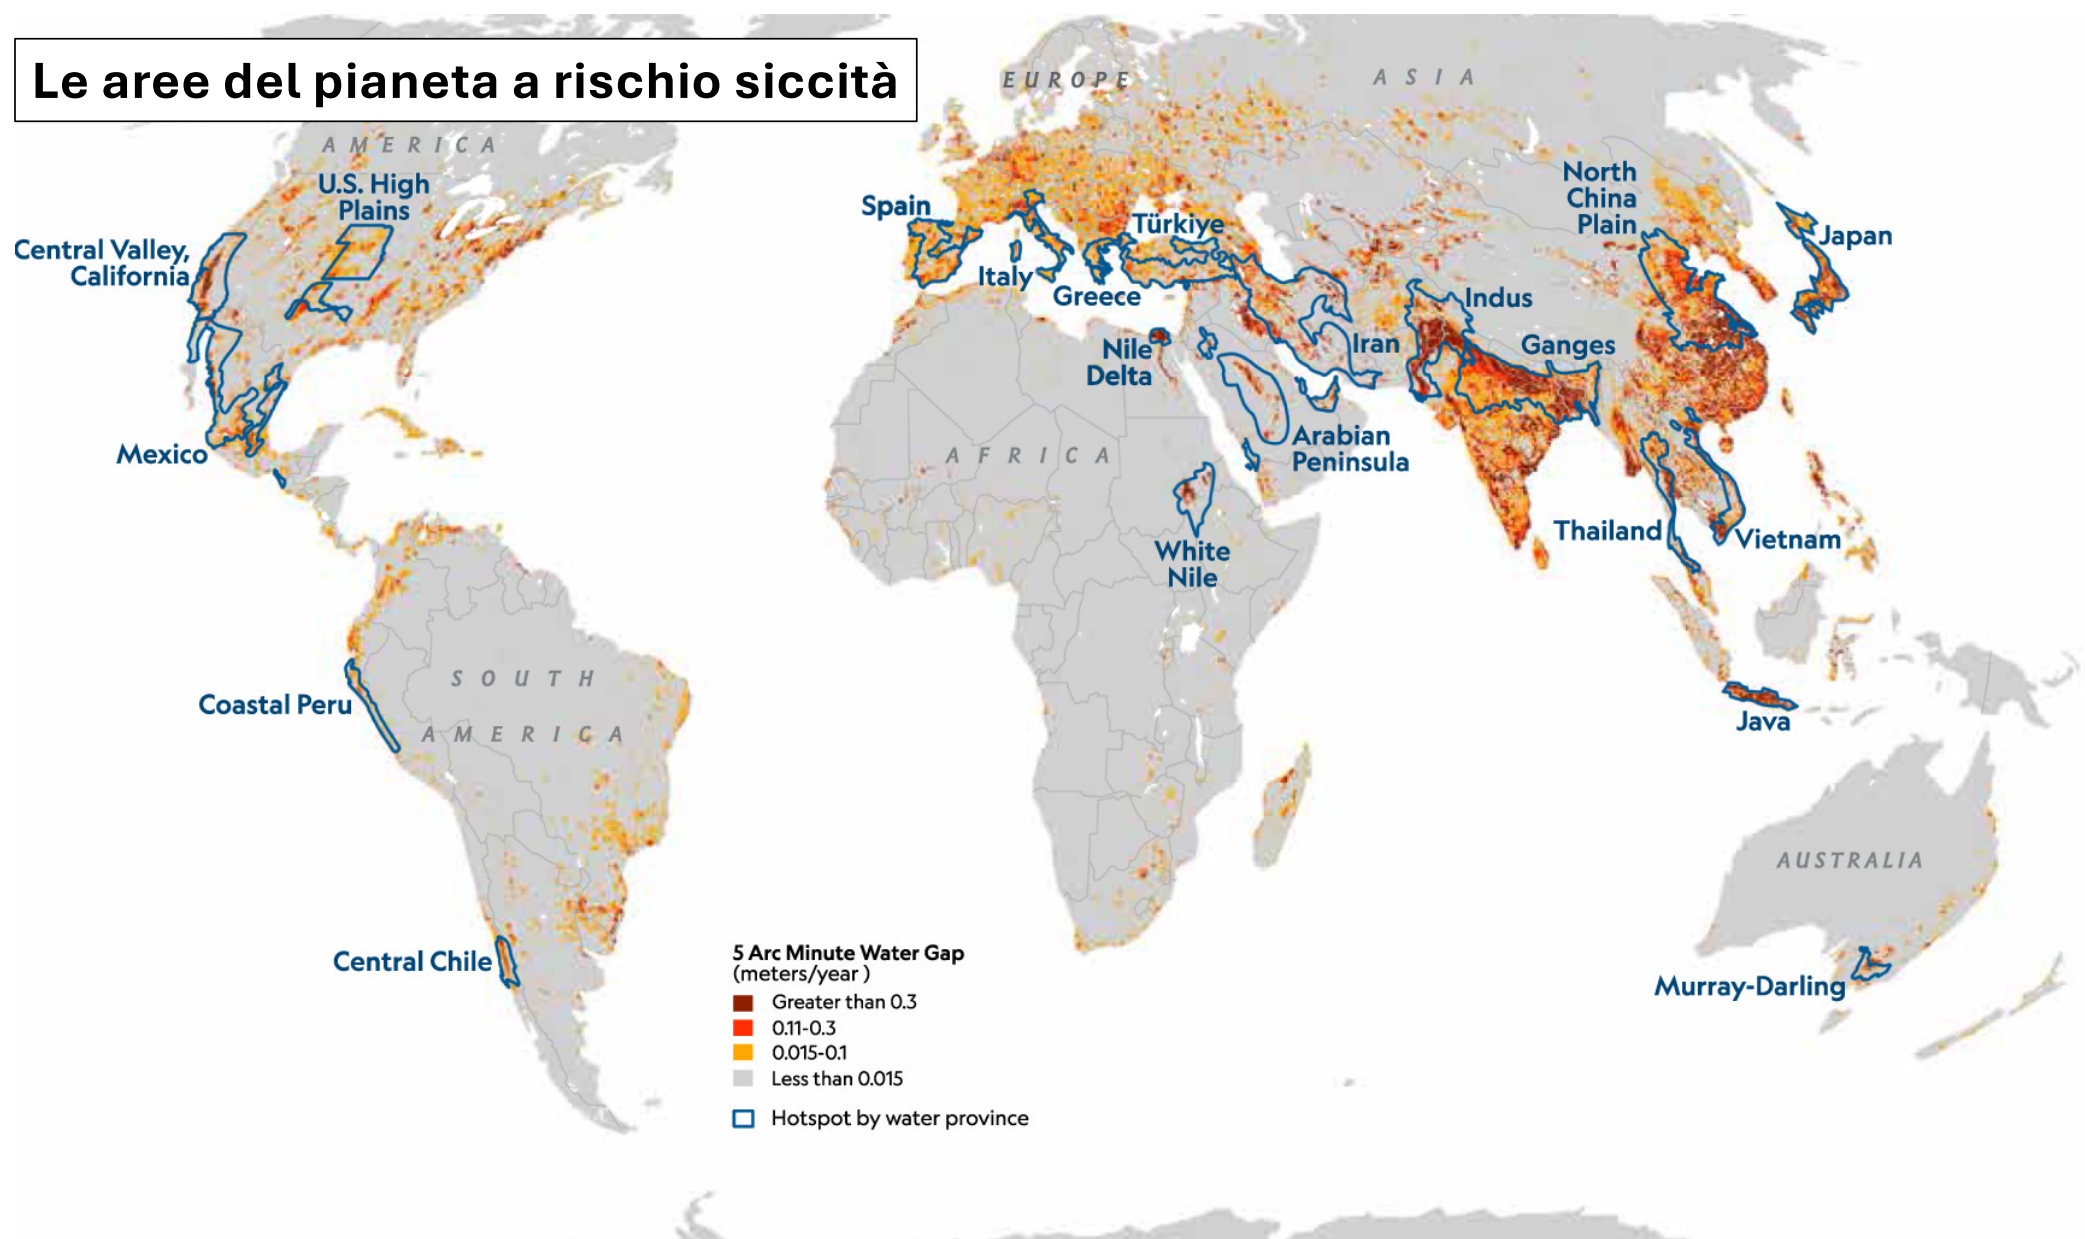 Le aree del pianeta a rischio siccità
EUROPE
ASIA
AMERICA
U.S. High
Plains
Central Valley,
California
Mexico
Spain
Italy
Greece
Türkiye
Nile
Delta
Iran
Indus
Ganges
North
China
Plain
Japan
Arabian
Peninsula
AFRICA
White
Nile
Thailand
Vietnam
Java
SOUTH
AMERICA
Coastal Peru
Central Chile
AUSTRALIA
Murray-Darling
5 Arc Minute Water Gap
(meters/year )
Greater than 0.3
0.11-0.3
0.015-0.1
Less than 0.015
Hotspot by water province